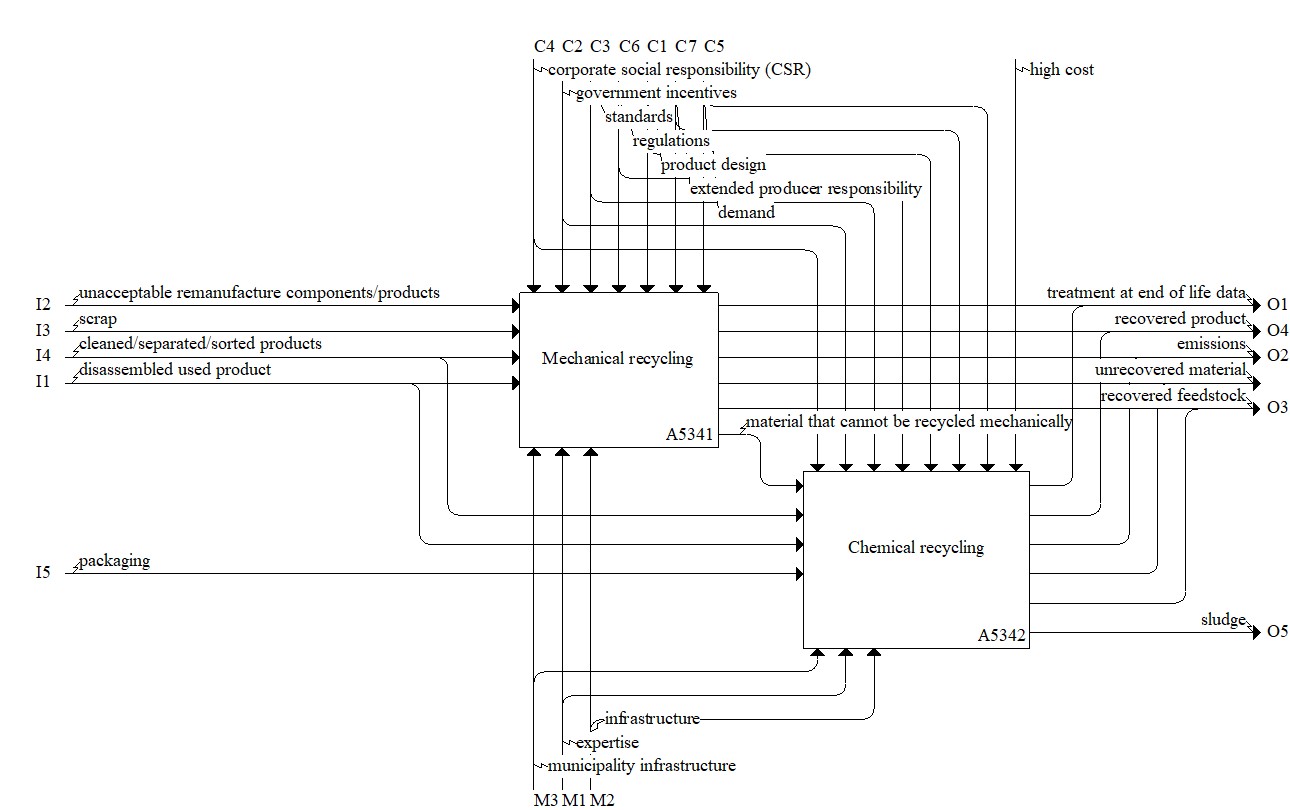 C4 C2 C3 C6 C1 C7 C5
corporate social responsibility (CSR)
high cost
government incentives
standards
regulations
product design
extended producer responsibility
demand
I2 unacceptable remanufacture components/products
treatment at end of life data O1
I3 scrap
recovered product O4
I4 cleaned/separated/sorted products
emissions O2
Mechanical recycling
I1 disassembled used product
unrecovered material
recovered feedstock O3
material that cannot be recycled mechanically
A5341
Chemical recycling
I5 packaging
sludge O5
A5342
infrastructure
expertise
municipality infrastructure
M3 M1 M2